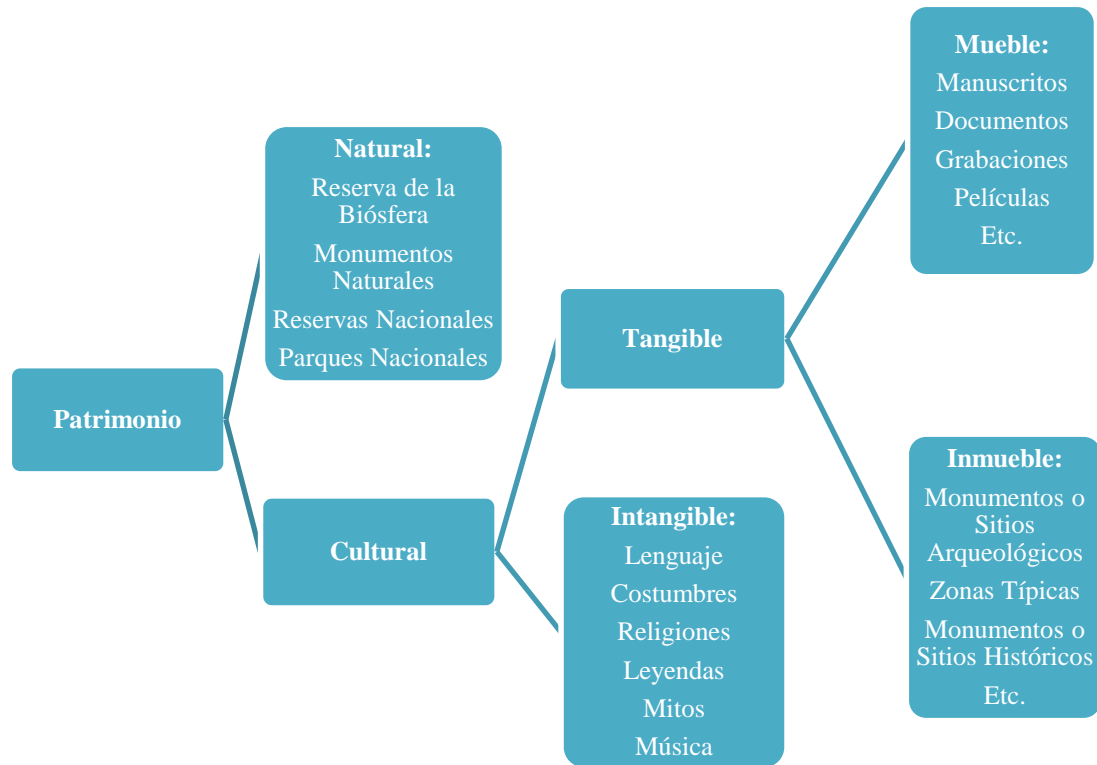 Patrimonio
Natural:
Reserva de la
Biósfera
Monumentos
Naturales
Reservas Nacionales
Parques Nacionales
Cultural
Tangible
Intangible:
Lenguaje
Costumbres
Religiones
Leyendas
Mitos
Música
Mueble:
Manuscritos
Documentos
Grabaciones
Películas
Etc.
Inmueble:
Monumentos o
Sitios
Arqueológicos
Zonas Típicas
Monumentos o
Sitios Históricos
Etc.